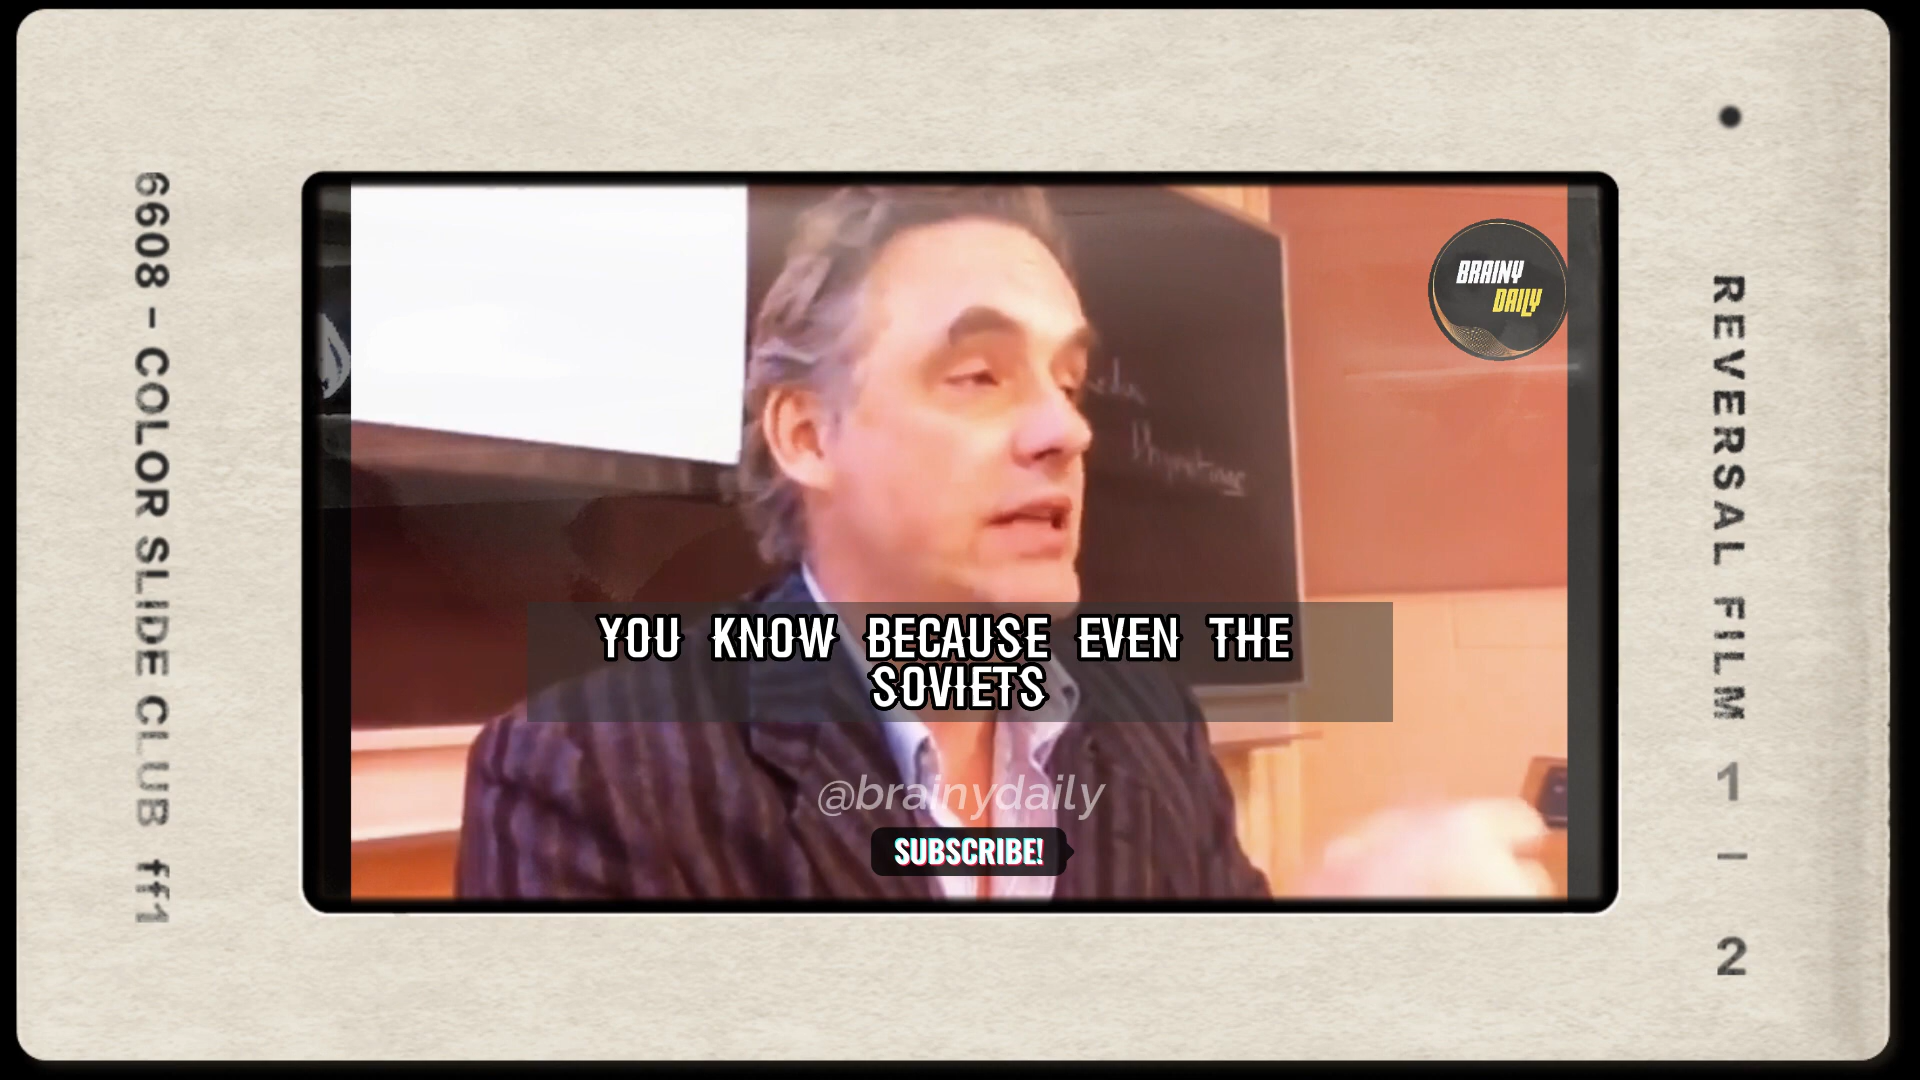 6608 - COLOR SLIDE CLUB ff1
BRAINY
DAILY
YOU KNOW BECAUSE EVEN THE
SOVIETS
@brainydaily
SUBSCRIBE!
REVERSAL FILM 1 - 2